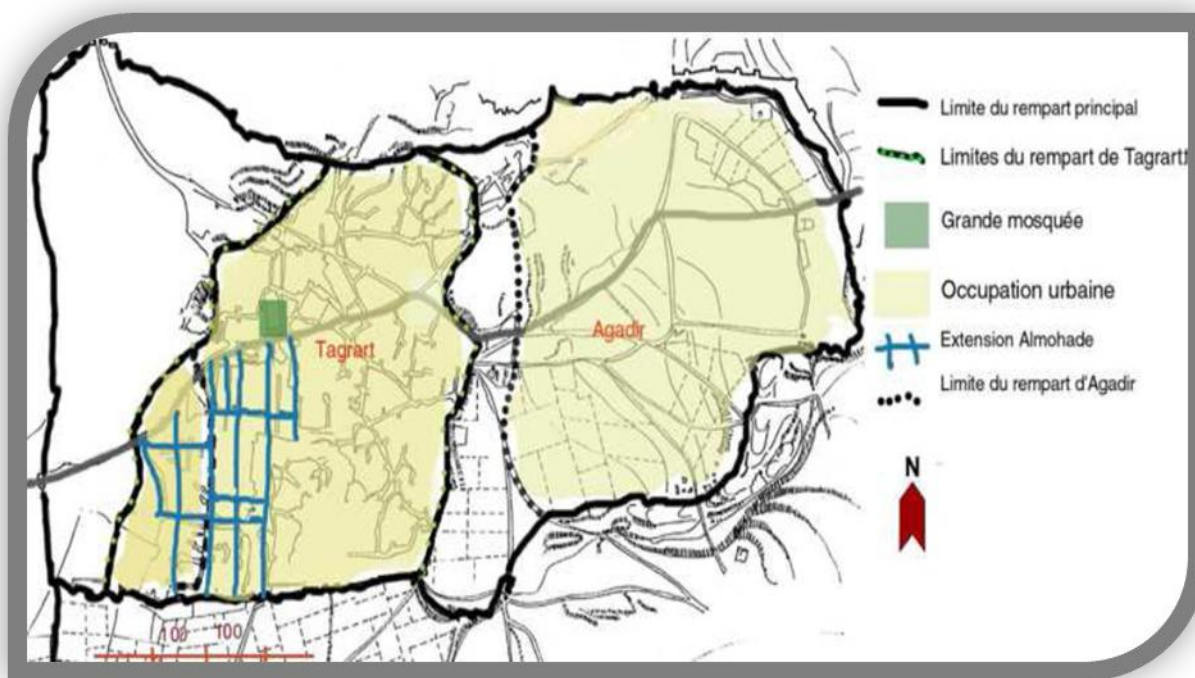 Limite du rempart principal
Limites du rempart de Tagrartt
Grande mosquée
Occupation urbaine
Extension Almohade
Limite du rempart d'Agadir
N
Tagrart
Agadir
100 100